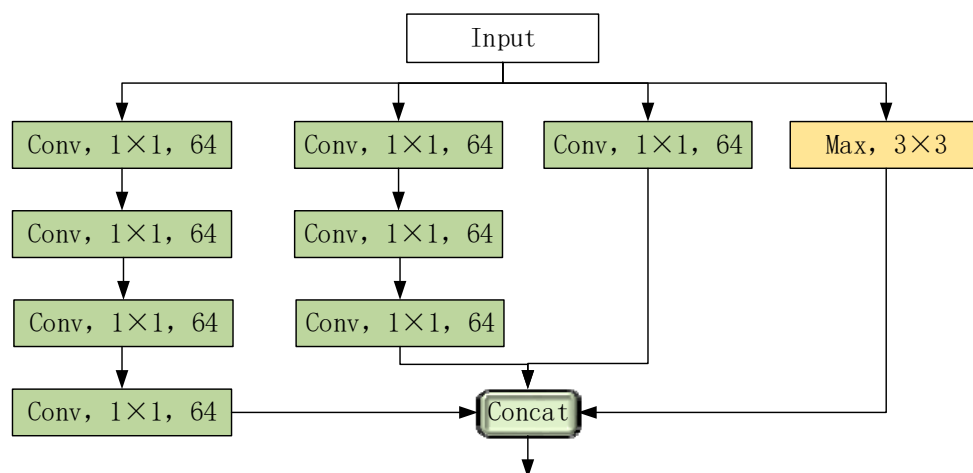 Input
Conv, 1×1, 64
Conv, 1×1, 64
Conv, 1×1, 64
Max, 3×3
Conv, 1×1, 64
Conv, 1×1, 64
Conv, 1×1, 64
Conv, 1×1, 64
Conv, 1×1, 64
Concat